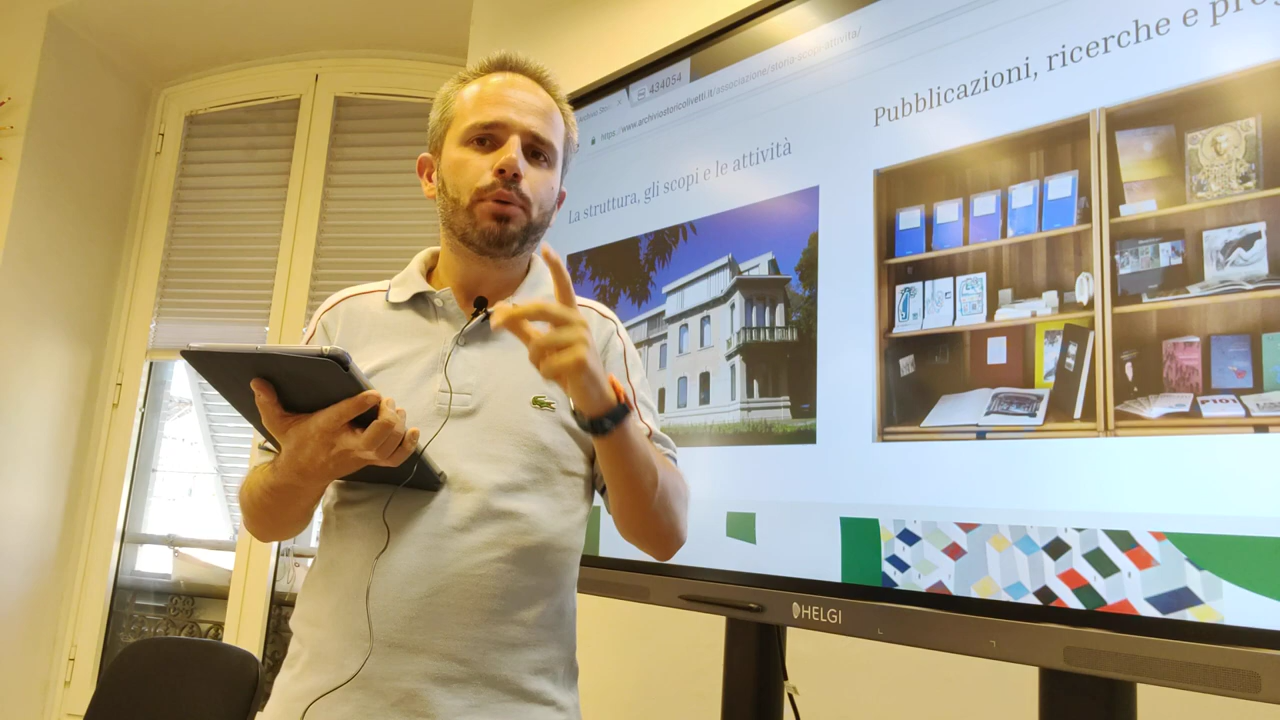 434054
https://www.archiviostoricolivetti.it/associazione/storia-scopi-attivita/
La struttura, gli scopi e le attività
Pubblicazioni, ricerche e prog
P101
HELGI